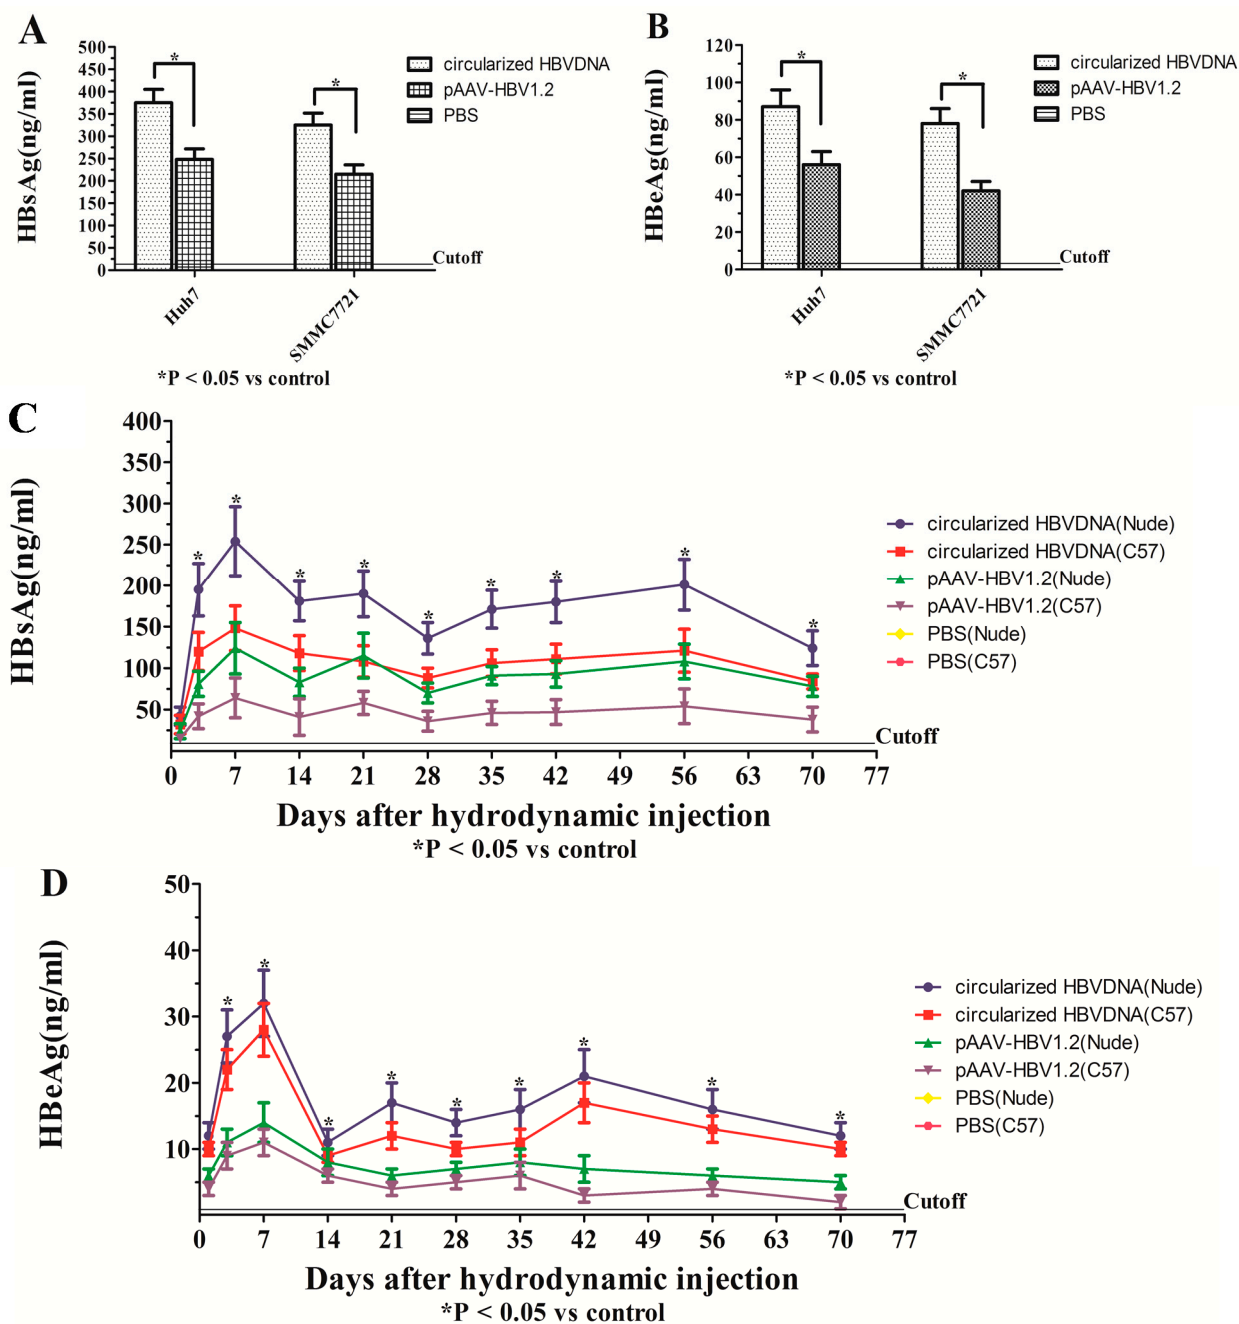 A
HBsAg(ng/ml)
500
450
400
350
300
250
200
150
100
50
0
*
*
circularized HBVDNA
pAAV-HBV1.2
PBS
Cutoff
Huh7
SMMC7721
*P < 0.05 vs control
B
HBeAg(ng/ml)
120
100
80
60
40
20
0
*
*
circularized HBVDNA
pAAV-HBV1.2
PBS
Cutoff
Huh7
SMMC7721
*P < 0.05 vs control
C
HBsAg(ng/ml)
400
350
300
250
200
150
100
50
* * * * * * * * *
circularized HBVDNA(Nude)
circularized HBVDNA(C57)
pAAV-HBV1.2(Nude)
pAAV-HBV1.2(C57)
PBS(Nude)
PBS(C57)
Cutoff
0 7 14 21 28 35 42 49 56 63 70 77
Days after hydrodynamic injection
*P < 0.05 vs control
D
HBeAg(ng/ml)
50
40
30
20
10
* * * * * * * * *
circularized HBVDNA(Nude)
circularized HBVDNA(C57)
pAAV-HBV1.2(Nude)
pAAV-HBV1.2(C57)
PBS(Nude)
PBS(C57)
Cutoff
0 7 14 21 28 35 42 49 56 63 70 77
Days after hydrodynamic injection
*P < 0.05 vs control